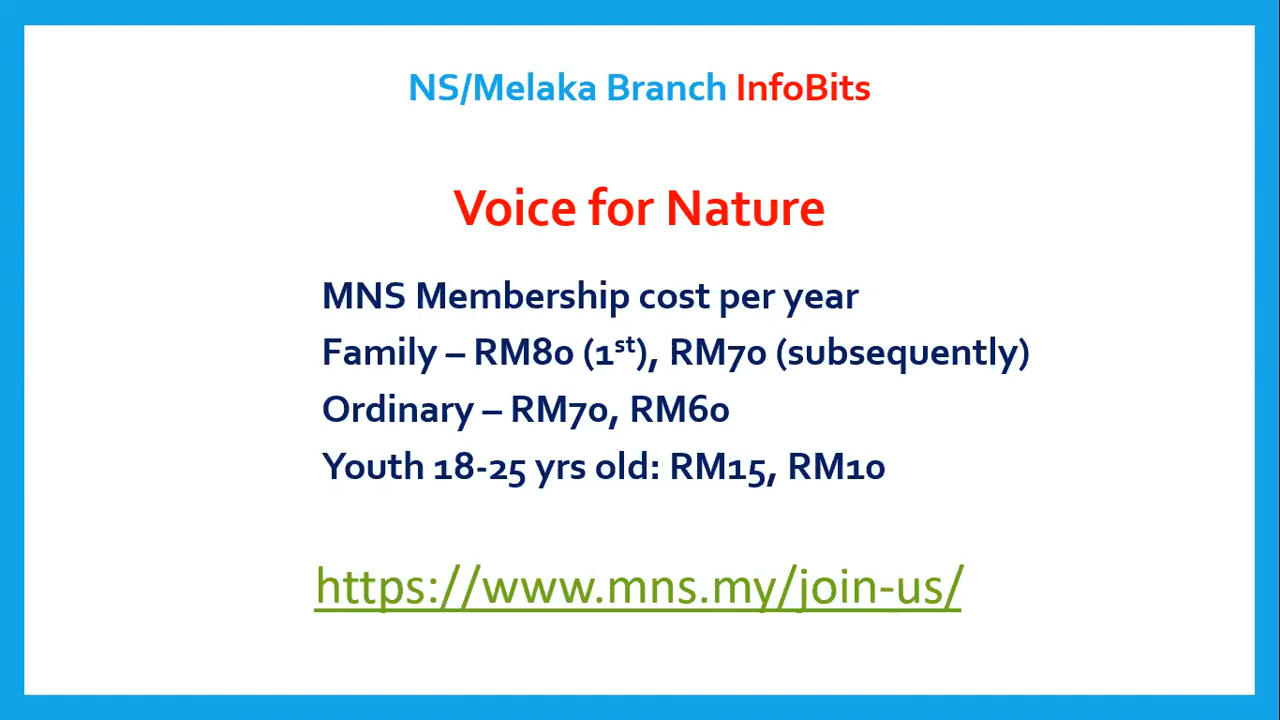 NS/Melaka Branch InfoBits
Voice for Nature
MNS Membership cost per year
Family – RM80 (1st), RM70 (subsequently)
Ordinary – RM70, RM60
Youth 18-25 yrs old: RM15, RM10
https://www.mns.my/join-us/